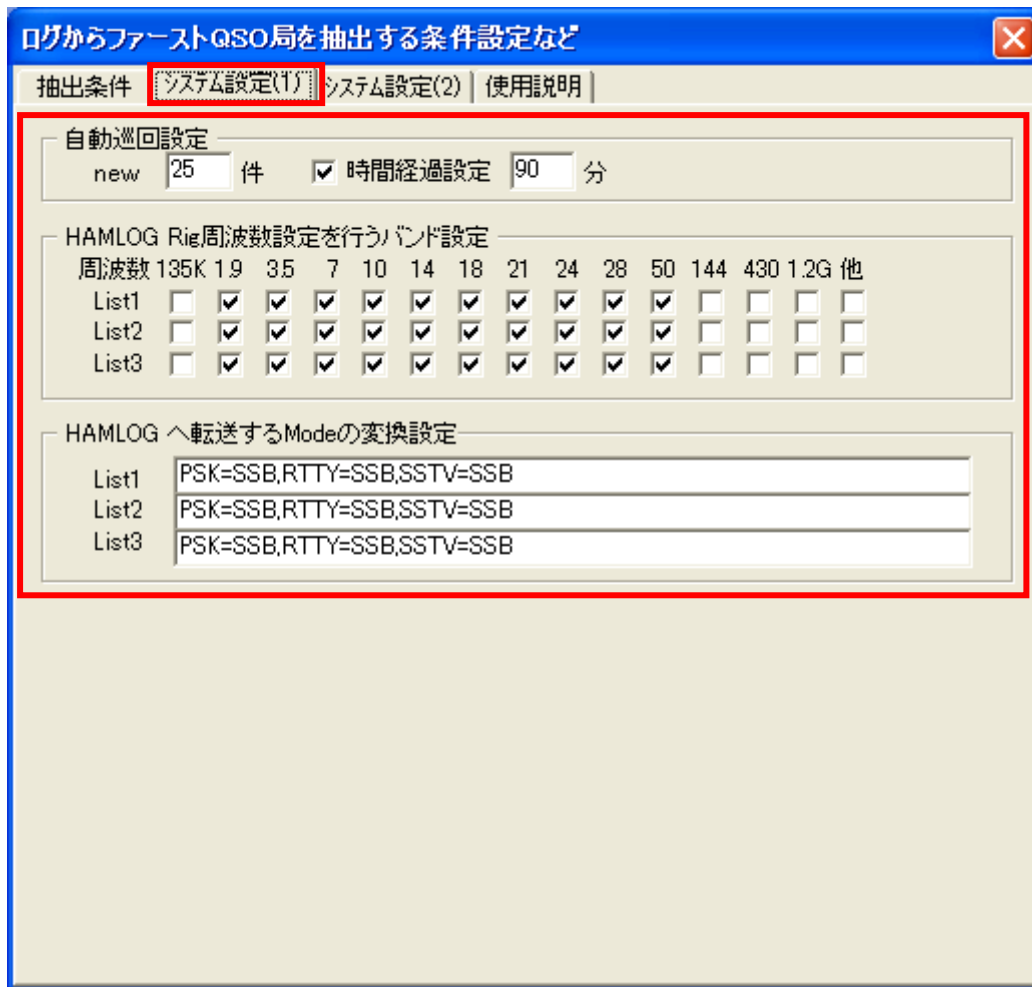 ログからファーストQSO局を抽出する条件設定など
抽出条件 システム設定(1) システム設定(2) 使用説明
自動巡回設定
new 25 件 時間経過設定 90 分
HAMLOG Rig周波数設定を行うバンド設定
周波数 135K 1.9 3.5 7 10 14 18 21 24 28 50 144 430 1.2G 他
List1
List2
List3
HAMLOG へ転送するModeの変換設定
List1 PSK=SSB,RTTY=SSB,SSTV=SSB
List2 PSK=SSB,RTTY=SSB,SSTV=SSB
List3 PSK=SSB,RTTY=SSB,SSTV=SSB